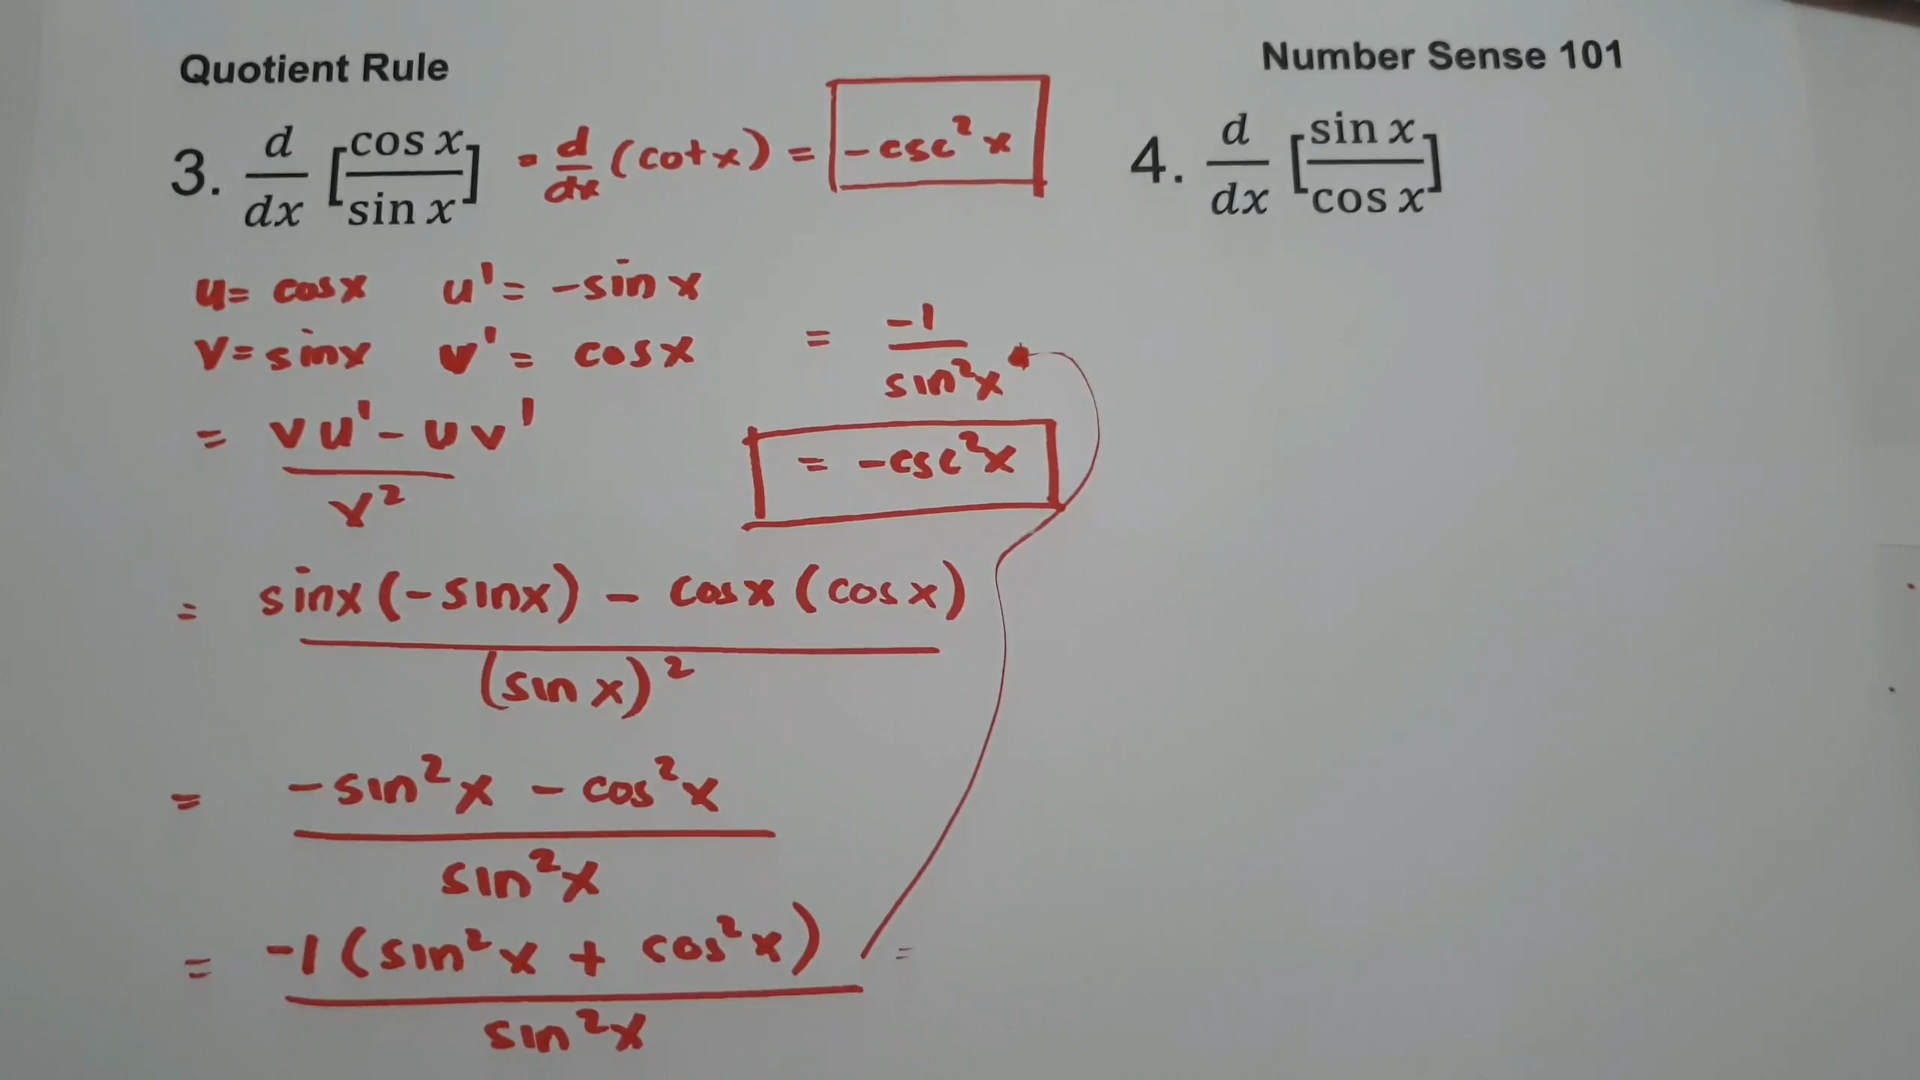 Quotient Rule
Number Sense 101
3. d/dx [cos x / sin x] = d/dx (cot x) = -csc²x
u = cos x u' = -sin x
v = sin x v' = cos x
= (vu' - uv') / v²
= (sin x (-sin x) - cos x (cos x)) / (sin x)²
= (-sin²x - cos²x) / sin²x
= -1 (sin²x + cos²x) / sin²x =
= -1 / sin²x
= -csc²x
4. d/dx [sin x / cos x]